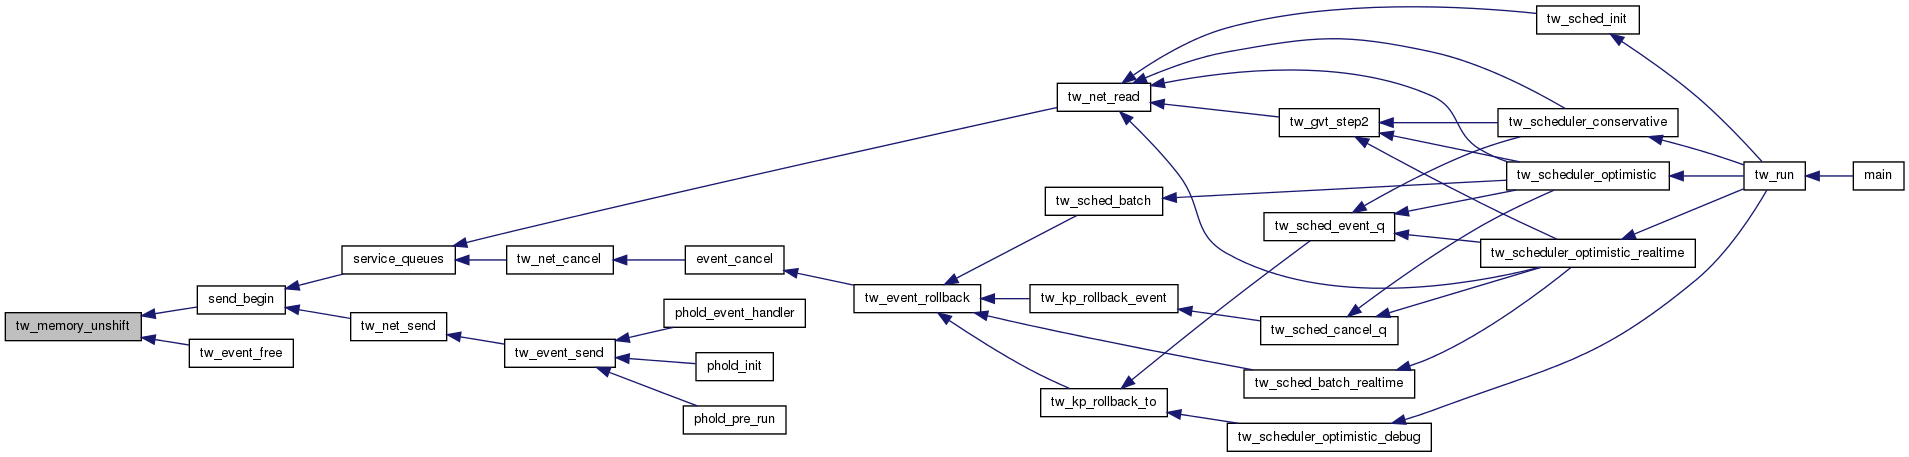 tw_sched_init
tw_net_read
tw_gvt_step2
tw_scheduler_conservative
tw_scheduler_optimistic
tw_run
main
tw_sched_batch
tw_sched_event_q
service_queues
tw_net_cancel
event_cancel
tw_scheduler_optimistic_realtime
send_begin
tw_event_rollback
tw_kp_rollback_event
tw_memory_unshift
phold_event_handler
tw_net_send
tw_sched_cancel_q
tw_event_free
tw_event_send
phold_init
tw_sched_batch_realtime
tw_kp_rollback_to
phold_pre_run
tw_scheduler_optimistic_debug